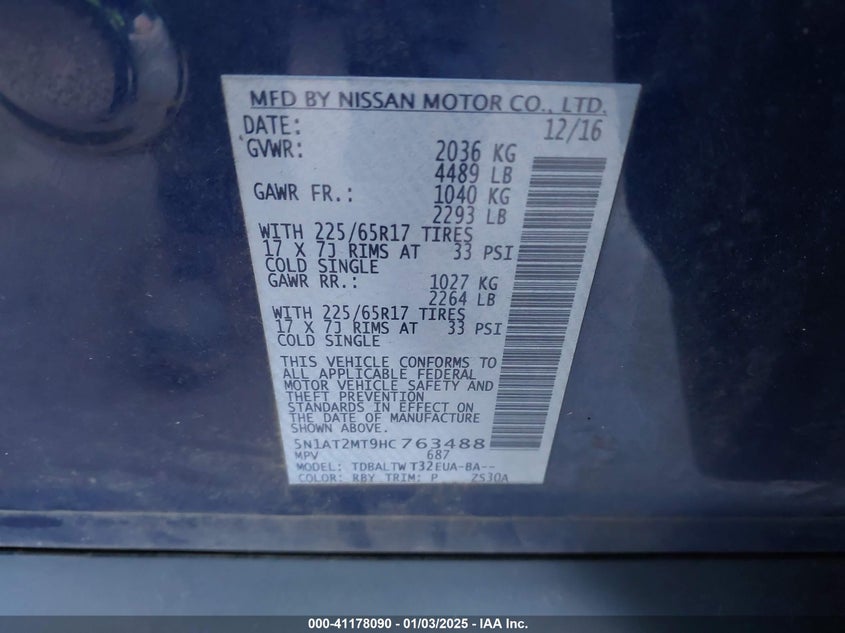 MFD BY NISSAN MOTOR CO., LTD.
DATE: 12/16
GVWR: 2036 KG
4489 LB
GAWR FR.: 1040 KG
2293 LB
WITH 225/65R17 TIRES
17 X 7J RIMS AT 33 PSI
COLD SINGLE
GAWR RR.: 1027 KG
2264 LB
WITH 225/65R17 TIRES
17 X 7J RIMS AT 33 PSI
COLD SINGLE
THIS VEHICLE CONFORMS TO
ALL APPLICABLE FEDERAL
MOTOR VEHICLE SAFETY AND
THEFT PREVENTION
STANDARDS IN EFFECT ON
THE DATE OF MANUFACTURE
SHOWN ABOVE.
5N1AT2MT9HC763488
MPV 687
MODEL: TDBALTW T32EUA-BA--
COLOR: RBY TRIM: P 2S30A
000-41178090 - 01/03/2025 - IAA Inc.